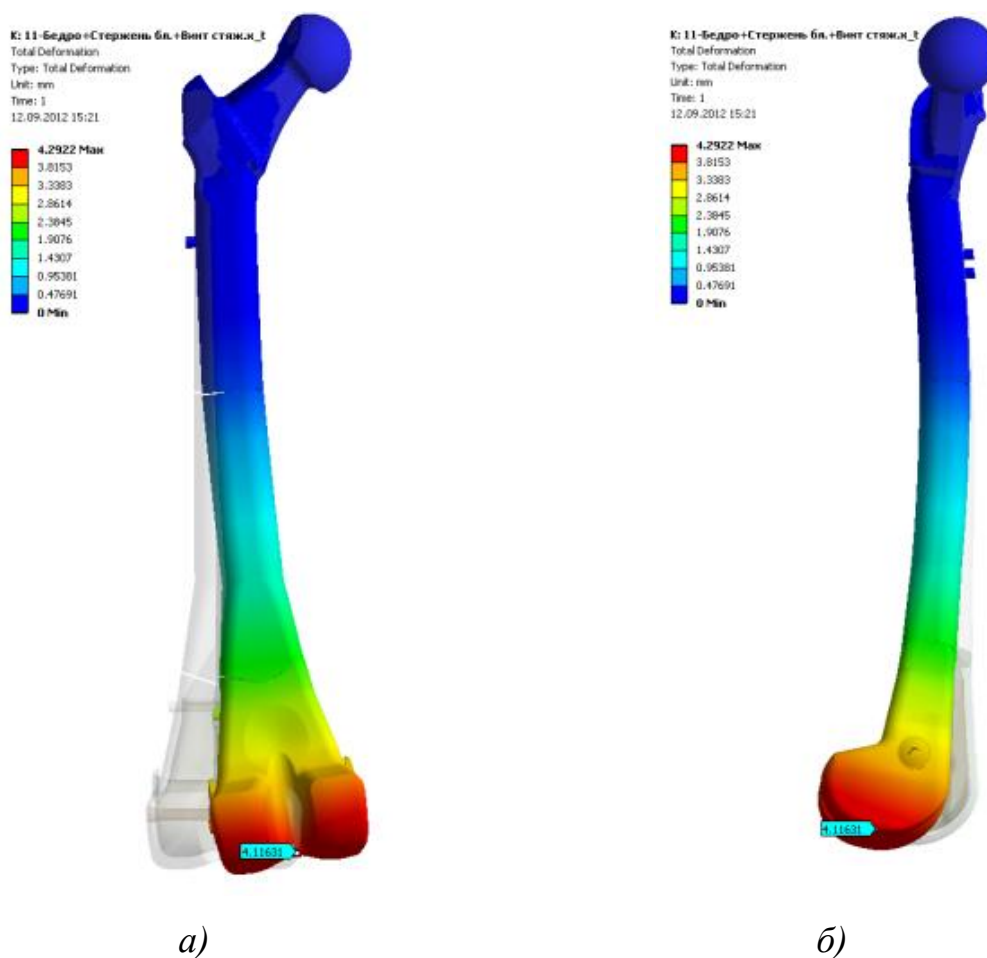 K: 11-Бедро+Стержень бл.+Винт стяж.x_t
Total Deformation
Type: Total Deformation
Unit: mm
Time: 1
12.09.2012 15:21
4.2922 Max
3.8153
3.3383
2.8614
2.3845
1.9076
1.4307
0.95381
0.47691
0 Min
4.11631
а)
K: 11-Бедро+Стержень бл.+Винт стяж.x_t
Total Deformation
Type: Total Deformation
Unit: mm
Time: 1
12.09.2012 15:21
4.2922 Max
3.8153
3.3383
2.8614
2.3845
1.9076
1.4307
0.95381
0.47691
0 Min
4.11631
б)